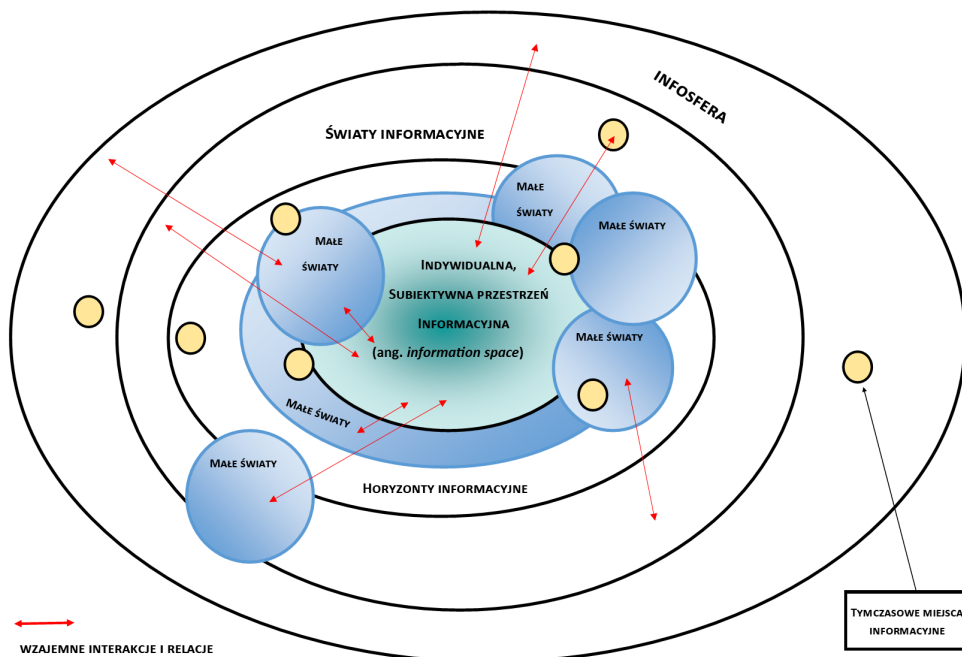 INFOSFERA
ŚWIATY INFORMACYJNE
MAŁE
ŚWIATY
MAŁE ŚWIATY
MAŁE
ŚWIATY
INDYWIDUALNA,
SUBIEKTYWNA PRZESTRZEŃ
INFORMACYJNA
(ang. information space)
MAŁE ŚWIATY
MAŁE ŚWIATY
MAŁE ŚWIATY
HORYZONTY INFORMACYJNE
TYMCZASOWE MIEJSCA
INFORMACYJNE
WZAJEMNE INTERAKCJE I RELACJE